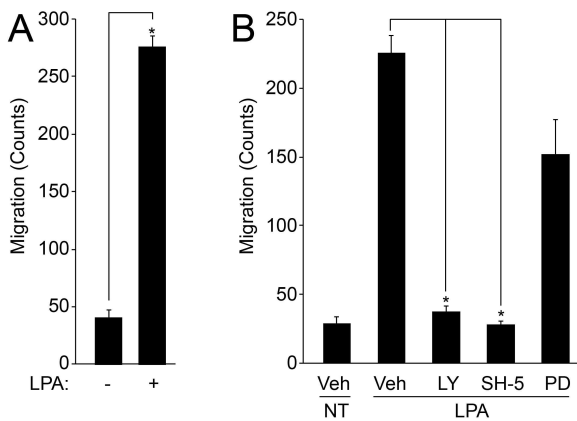 A
Migration (Counts)
300
250
200
150
100
50
0
*
LPA: - +
B
Migration (Counts)
250
200
150
100
50
0
* *
Veh Veh LY SH-5 PD
NT LPA